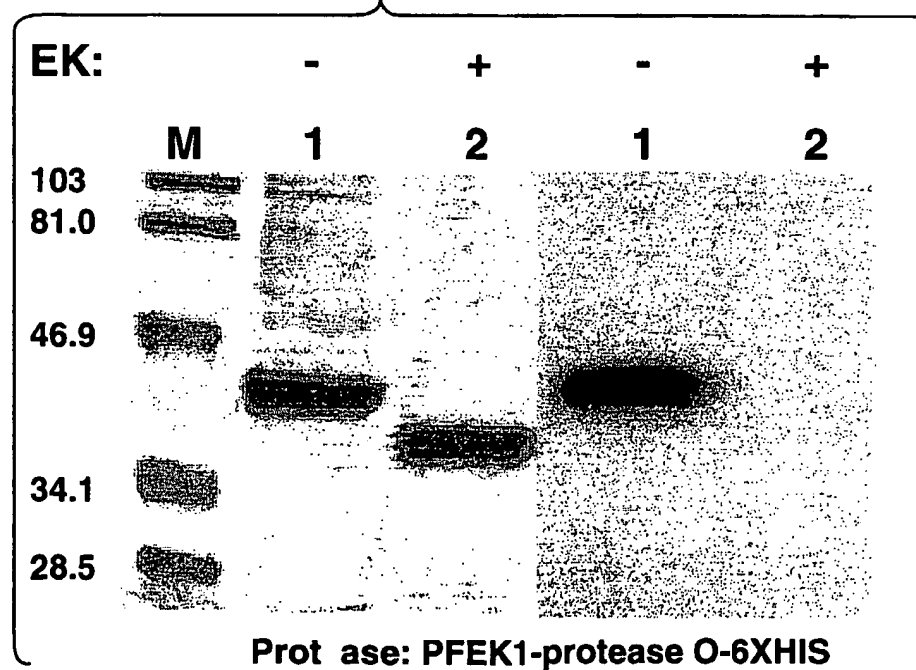 EK: - + - +
M 1 2 1 2
103
81.0
46.9
34.1
28.5
Prot ase: PFEK1-protease O-6XHIS